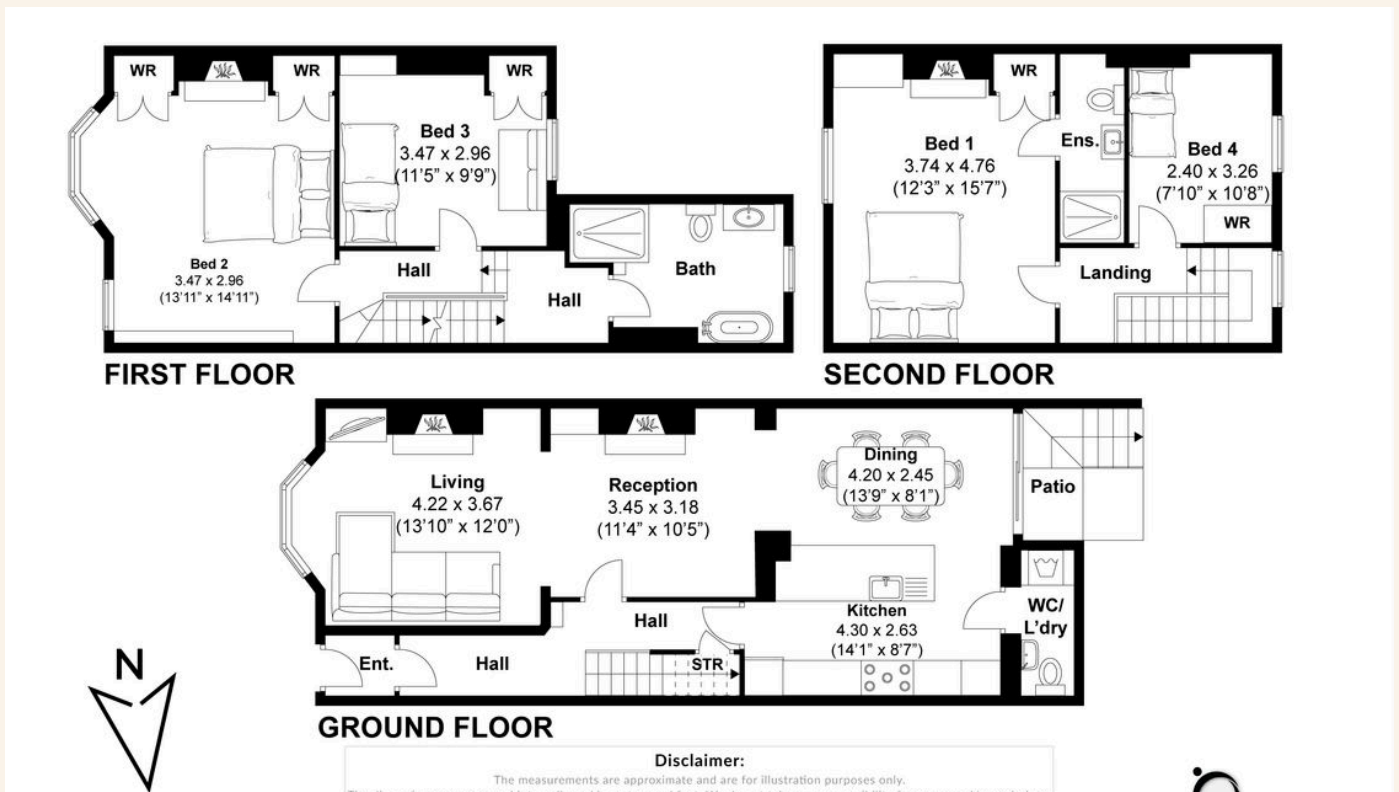 WR
WR
WR
Bed 3
3.47 x 2.96
(11'5" x 9'9")
Bed 2
3.47 x 2.96
(13'11" x 14'11")
Hall
Hall
Bath
FIRST FLOOR
WR
Bed 1
3.74 x 4.76
(12'3" x 15'7")
Ens.
Bed 4
2.40 x 3.26
(7'10" x 10'8")
WR
Landing
SECOND FLOOR
Living
4.22 x 3.67
(13'10" x 12'0")
Reception
3.45 x 3.18
(11'4" x 10'5")
Dining
4.20 x 2.45
(13'9" x 8'1")
Patio
Kitchen
4.30 x 2.63
(14'1" x 8'7")
WC/
L'dry
Hall
Ent.
Hall
STR
GROUND FLOOR
N
Disclaimer:
The measurements are approximate and are for illustration purposes only.